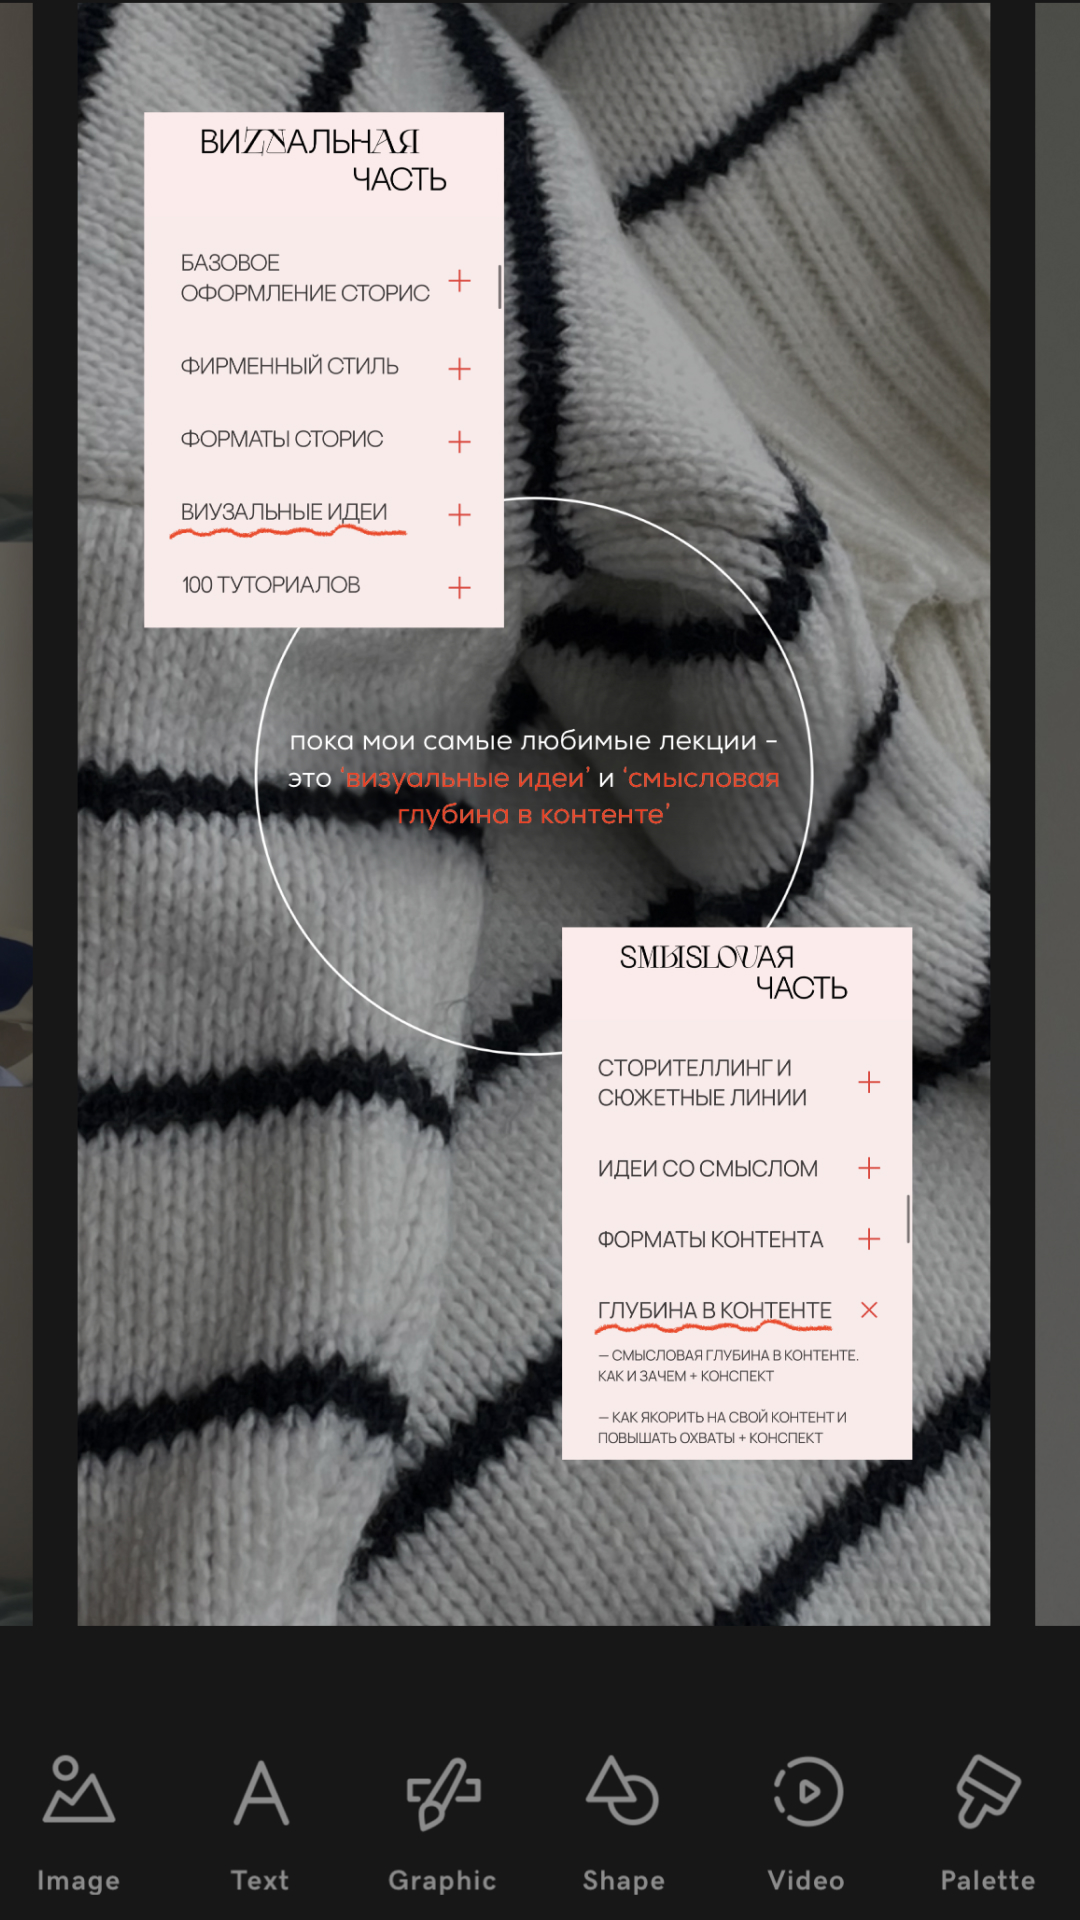 ВИZNАЛЬНАЯ
ЧАСТЬ
БАЗОВОЕ
ОФОРМЛЕНИЕ СТОРИС
ФИРМЕННЫЙ СТИЛЬ
ФОРМАТЫ СТОРИС
ВИУЗАЛЬНЫЕ ИДЕИ
100 ТУТОРИАЛОВ
пока мои самые любимые лекции -
это ‘визуальные идеи’ и ‘смысловая
глубина в контенте’
SМЫSLOVАЯ
ЧАСТЬ
СТОРИТЕЛЛИНГ И
СЮЖЕТНЫЕ ЛИНИИ
ИДЕИ СО СМЫСЛОМ
ФОРМАТЫ КОНТЕНТА
ГЛУБИНА В КОНТЕНТЕ
— СМЫСЛОВАЯ ГЛУБИНА В КОНТЕНТЕ.
КАК И ЗАЧЕМ + КОНСПЕКТ
— КАК ЯКОРИТЬ НА СВОЙ КОНТЕНТ И
ПОВЫШАТЬ ОХВАТЫ + КОНСПЕКТ
Image Text Graphic Shape Video Palette